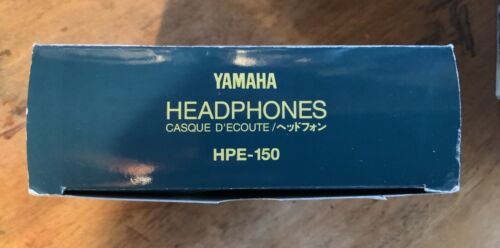 YAMAHA
HEADPHONES
CASQUE D'ECOUTE/ヘッドフォン
HPE-150